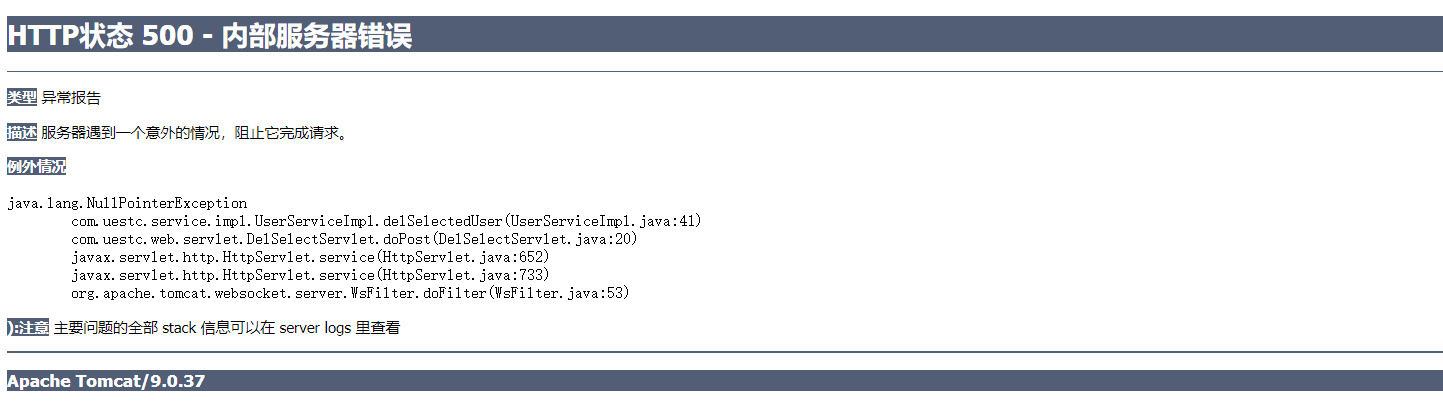 HTTP状态 500 - 内部服务器错误
类型 异常报告
描述 服务器遇到一个意外的情况，阻止它完成请求。
例外情况
java.lang.NullPointerException
com.uestc.service.impl.UserServiceImpl.delSelectedUser(UserServiceImpl.java:41)
com.uestc.web.servlet.DelSelectServlet.doPost(DelSelectServlet.java:20)
javax.servlet.http.HttpServlet.service(HttpServlet.java:652)
javax.servlet.http.HttpServlet.service(HttpServlet.java:733)
org.apache.tomcat.websocket.server.WsFilter.doFilter(WsFilter.java:53)
):注意 主要问题的全部 stack 信息可以在 server logs 里查看
Apache Tomcat/9.0.37